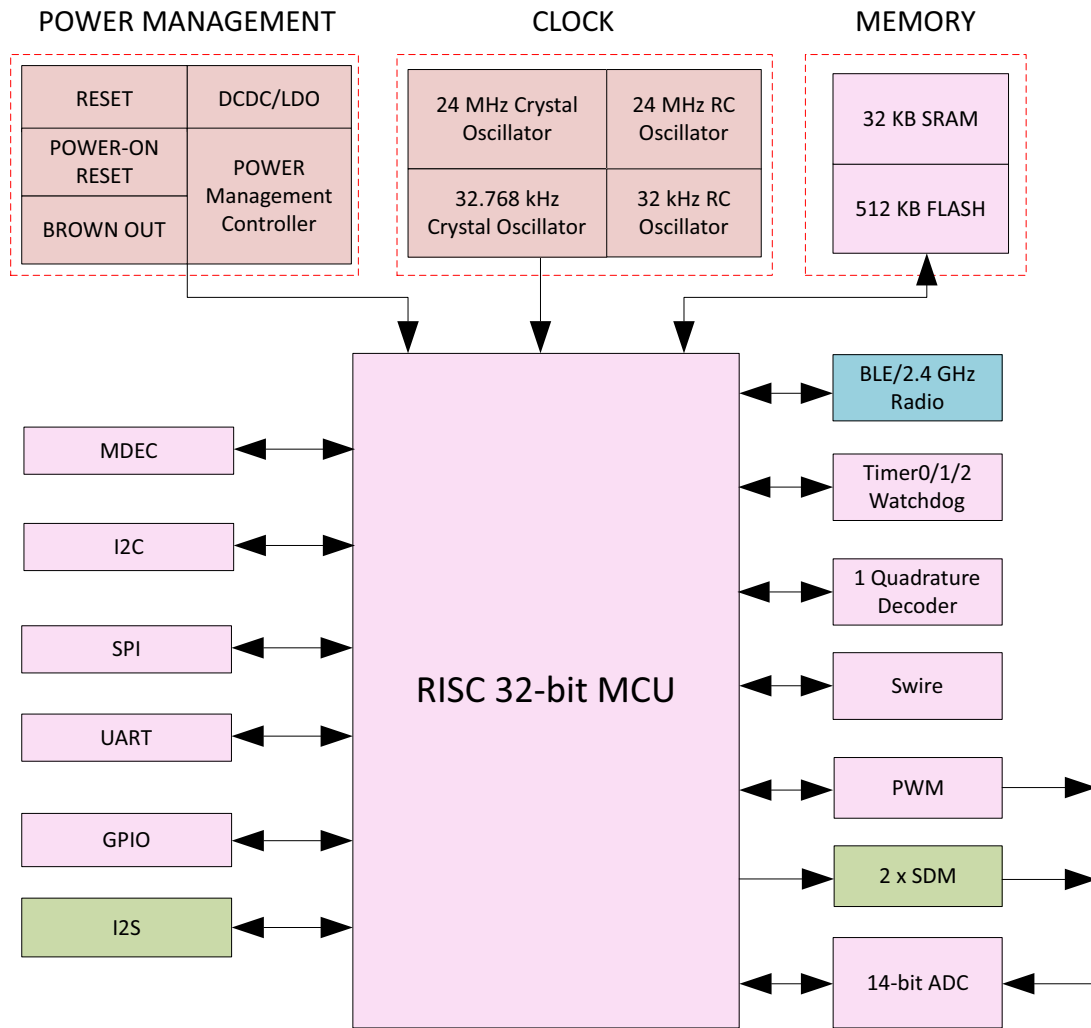 POWER MANAGEMENT
CLOCK
MEMORY
RESET
DCDC/LDO
POWER-ON
RESET
POWER
Management
Controller
BROWN OUT
24 MHz Crystal
Oscillator
24 MHz RC
Oscillator
32.768 kHz
Crystal Oscillator
32 kHz RC
Oscillator
32 KB SRAM
512 KB FLASH
MDEC
I2C
SPI
UART
GPIO
I2S
RISC 32-bit MCU
BLE/2.4 GHz
Radio
Timer0/1/2
Watchdog
1 Quadrature
Decoder
Swire
PWM
2 x SDM
14-bit ADC